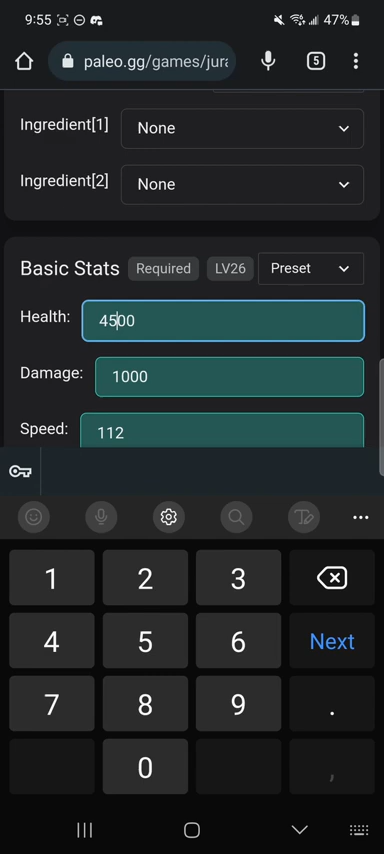 9:55 47%
paleo.gg/games/jura 5
Ingredient[1] None
Ingredient[2] None
Basic Stats Required LV26 Preset
Health: 4500
Damage: 1000
Speed: 112
1 2 3
4 5 6 Next
7 8 9 .
0 ,